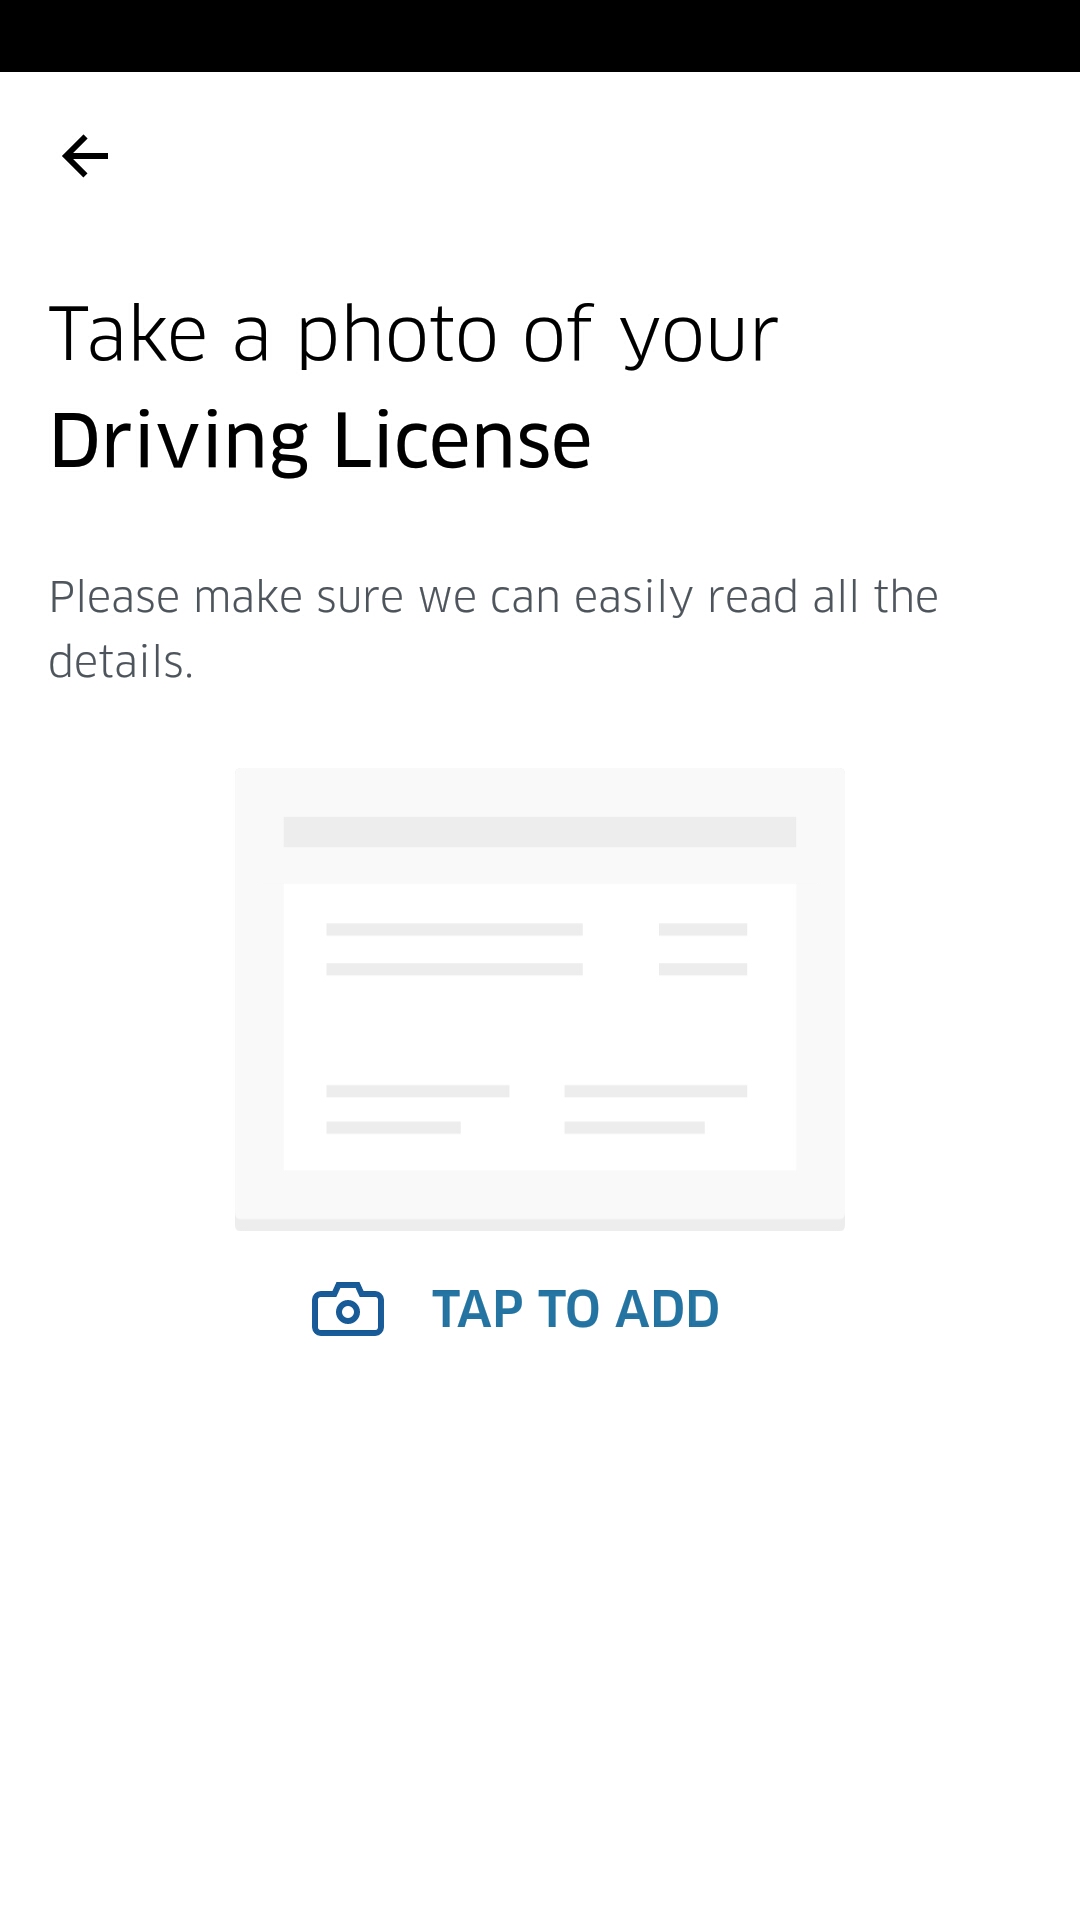 Take a photo of your
Driving License
Please make sure we can easily read all the
details.
TAP TO ADD